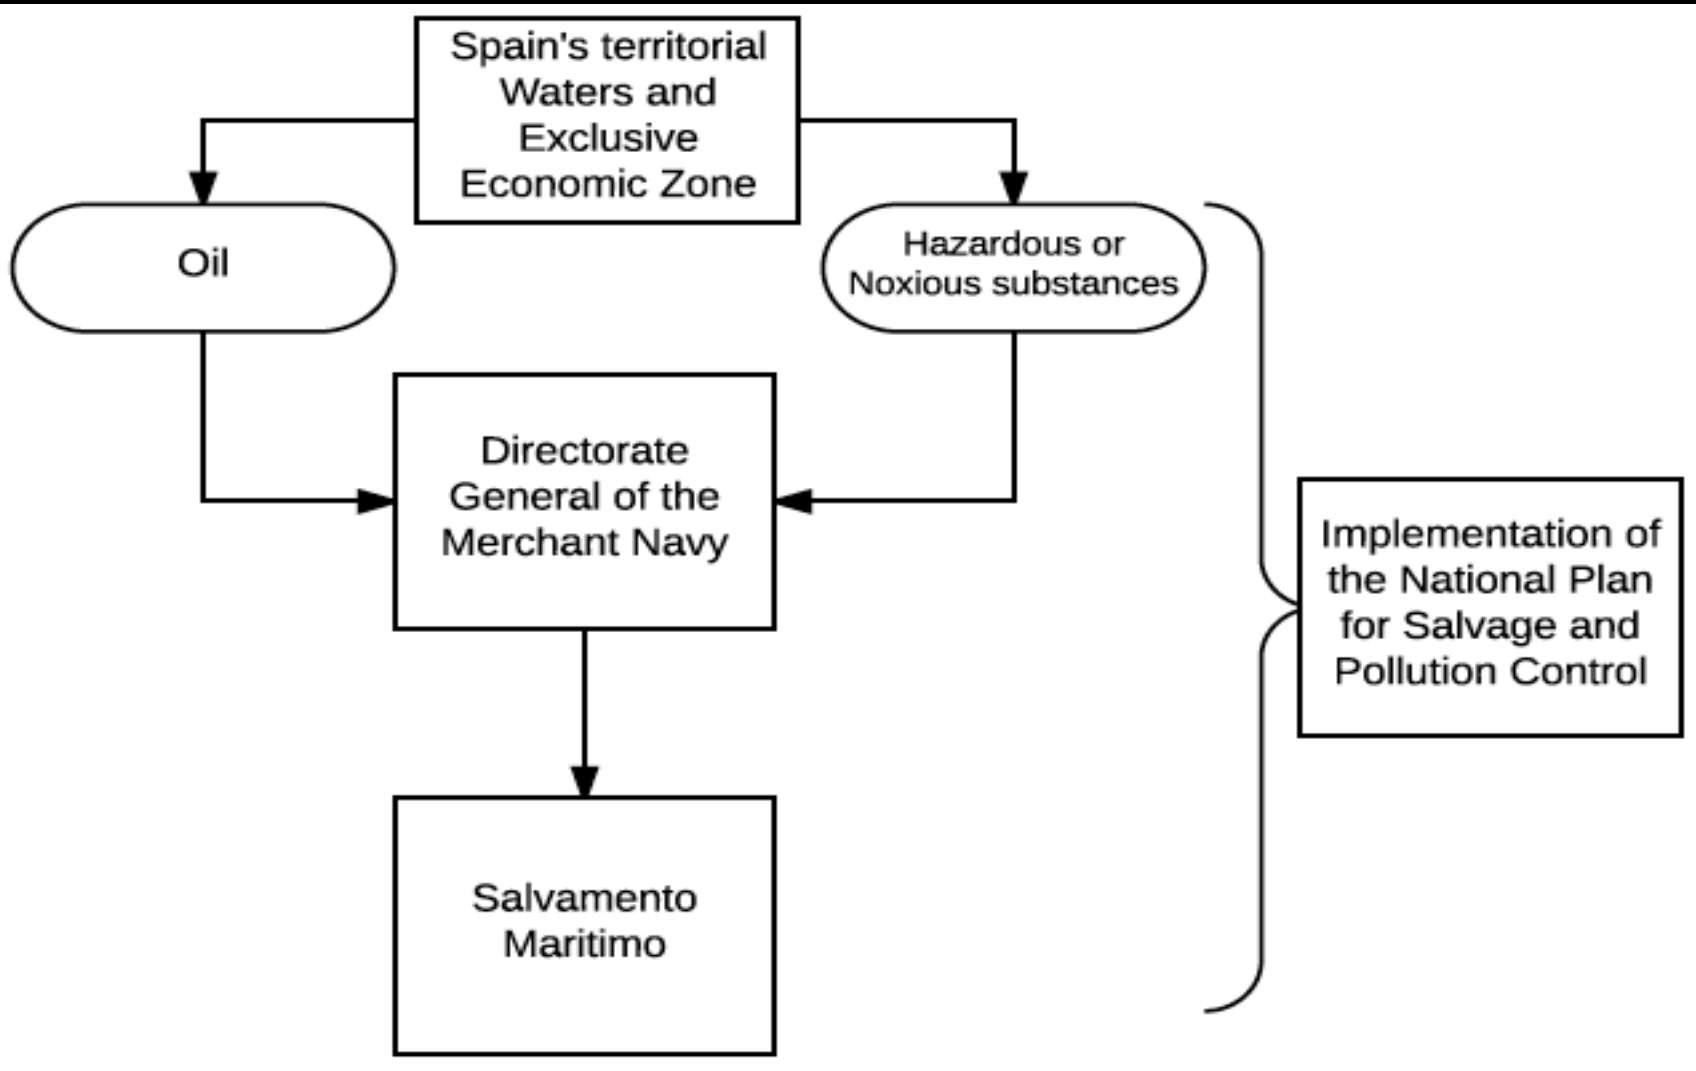 Spain's territorial
Waters and
Exclusive
Economic Zone
Oil
Hazardous or
Noxious substances
Directorate
General of the
Merchant Navy
Implementation of
the National Plan
for Salvage and
Pollution Control
Salvamento
Maritimo